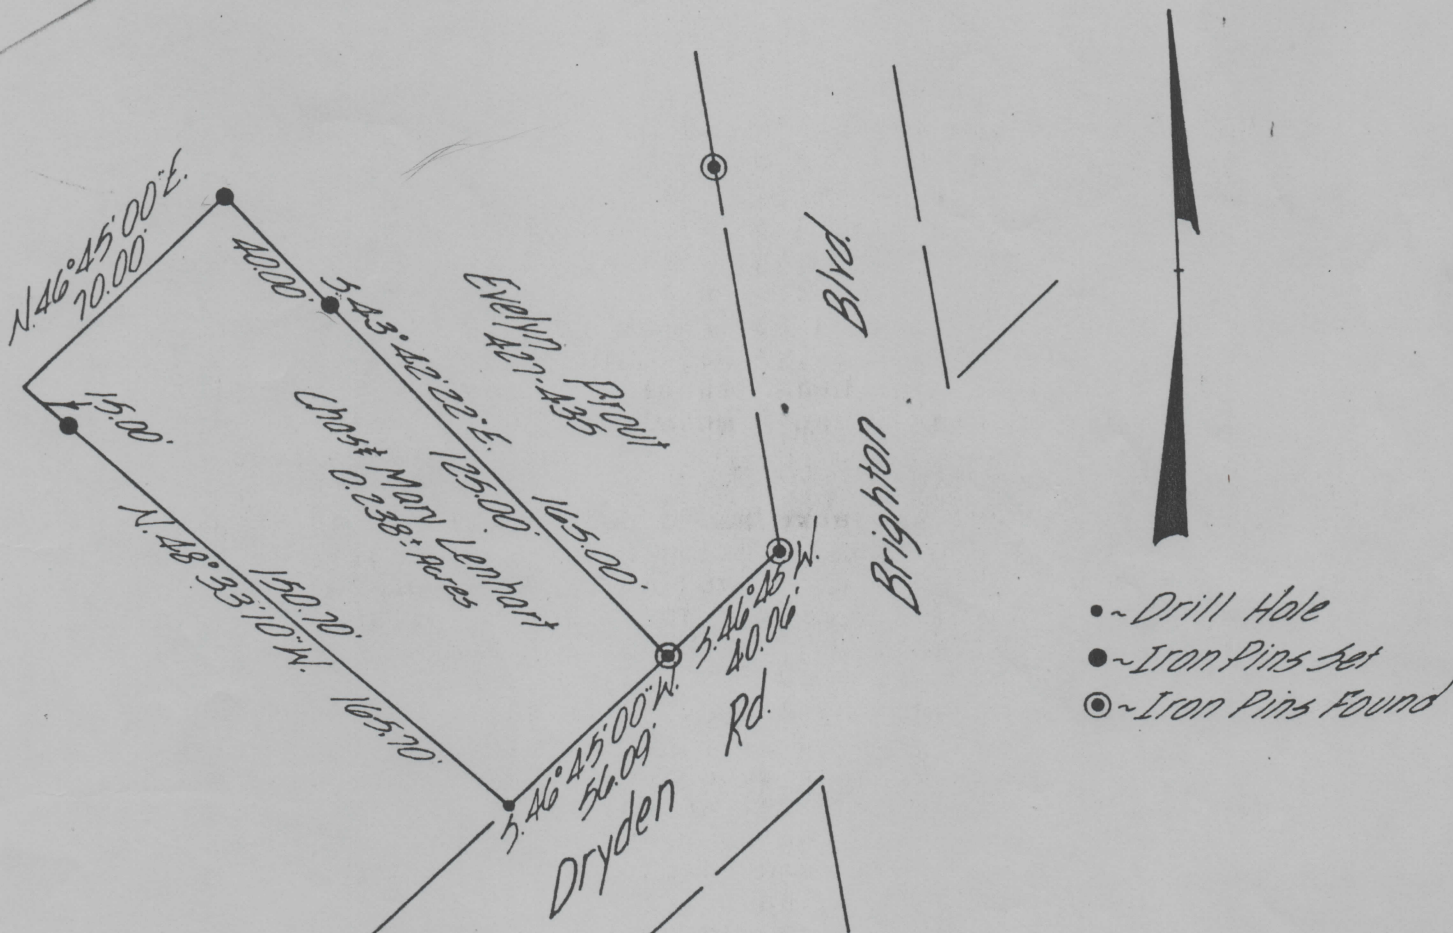 N. 46° 45' 00" E.
70.00'
40.00'
S. 43° 42' 22" E.
125.00'
165.00'
Evelyn Prout
427-435
Chas & Mary Lenhart
0.238± Acres
15.00'
N. 48° 33' 10" W.
150.70'
165.70'
S. 46° 45' 00" W.
56.09'
S. 46° 45' W.
40.06'
Dryden Rd.
Brighton Blvd.
~ Drill Hole
~ Iron Pins Set
~ Iron Pins Found